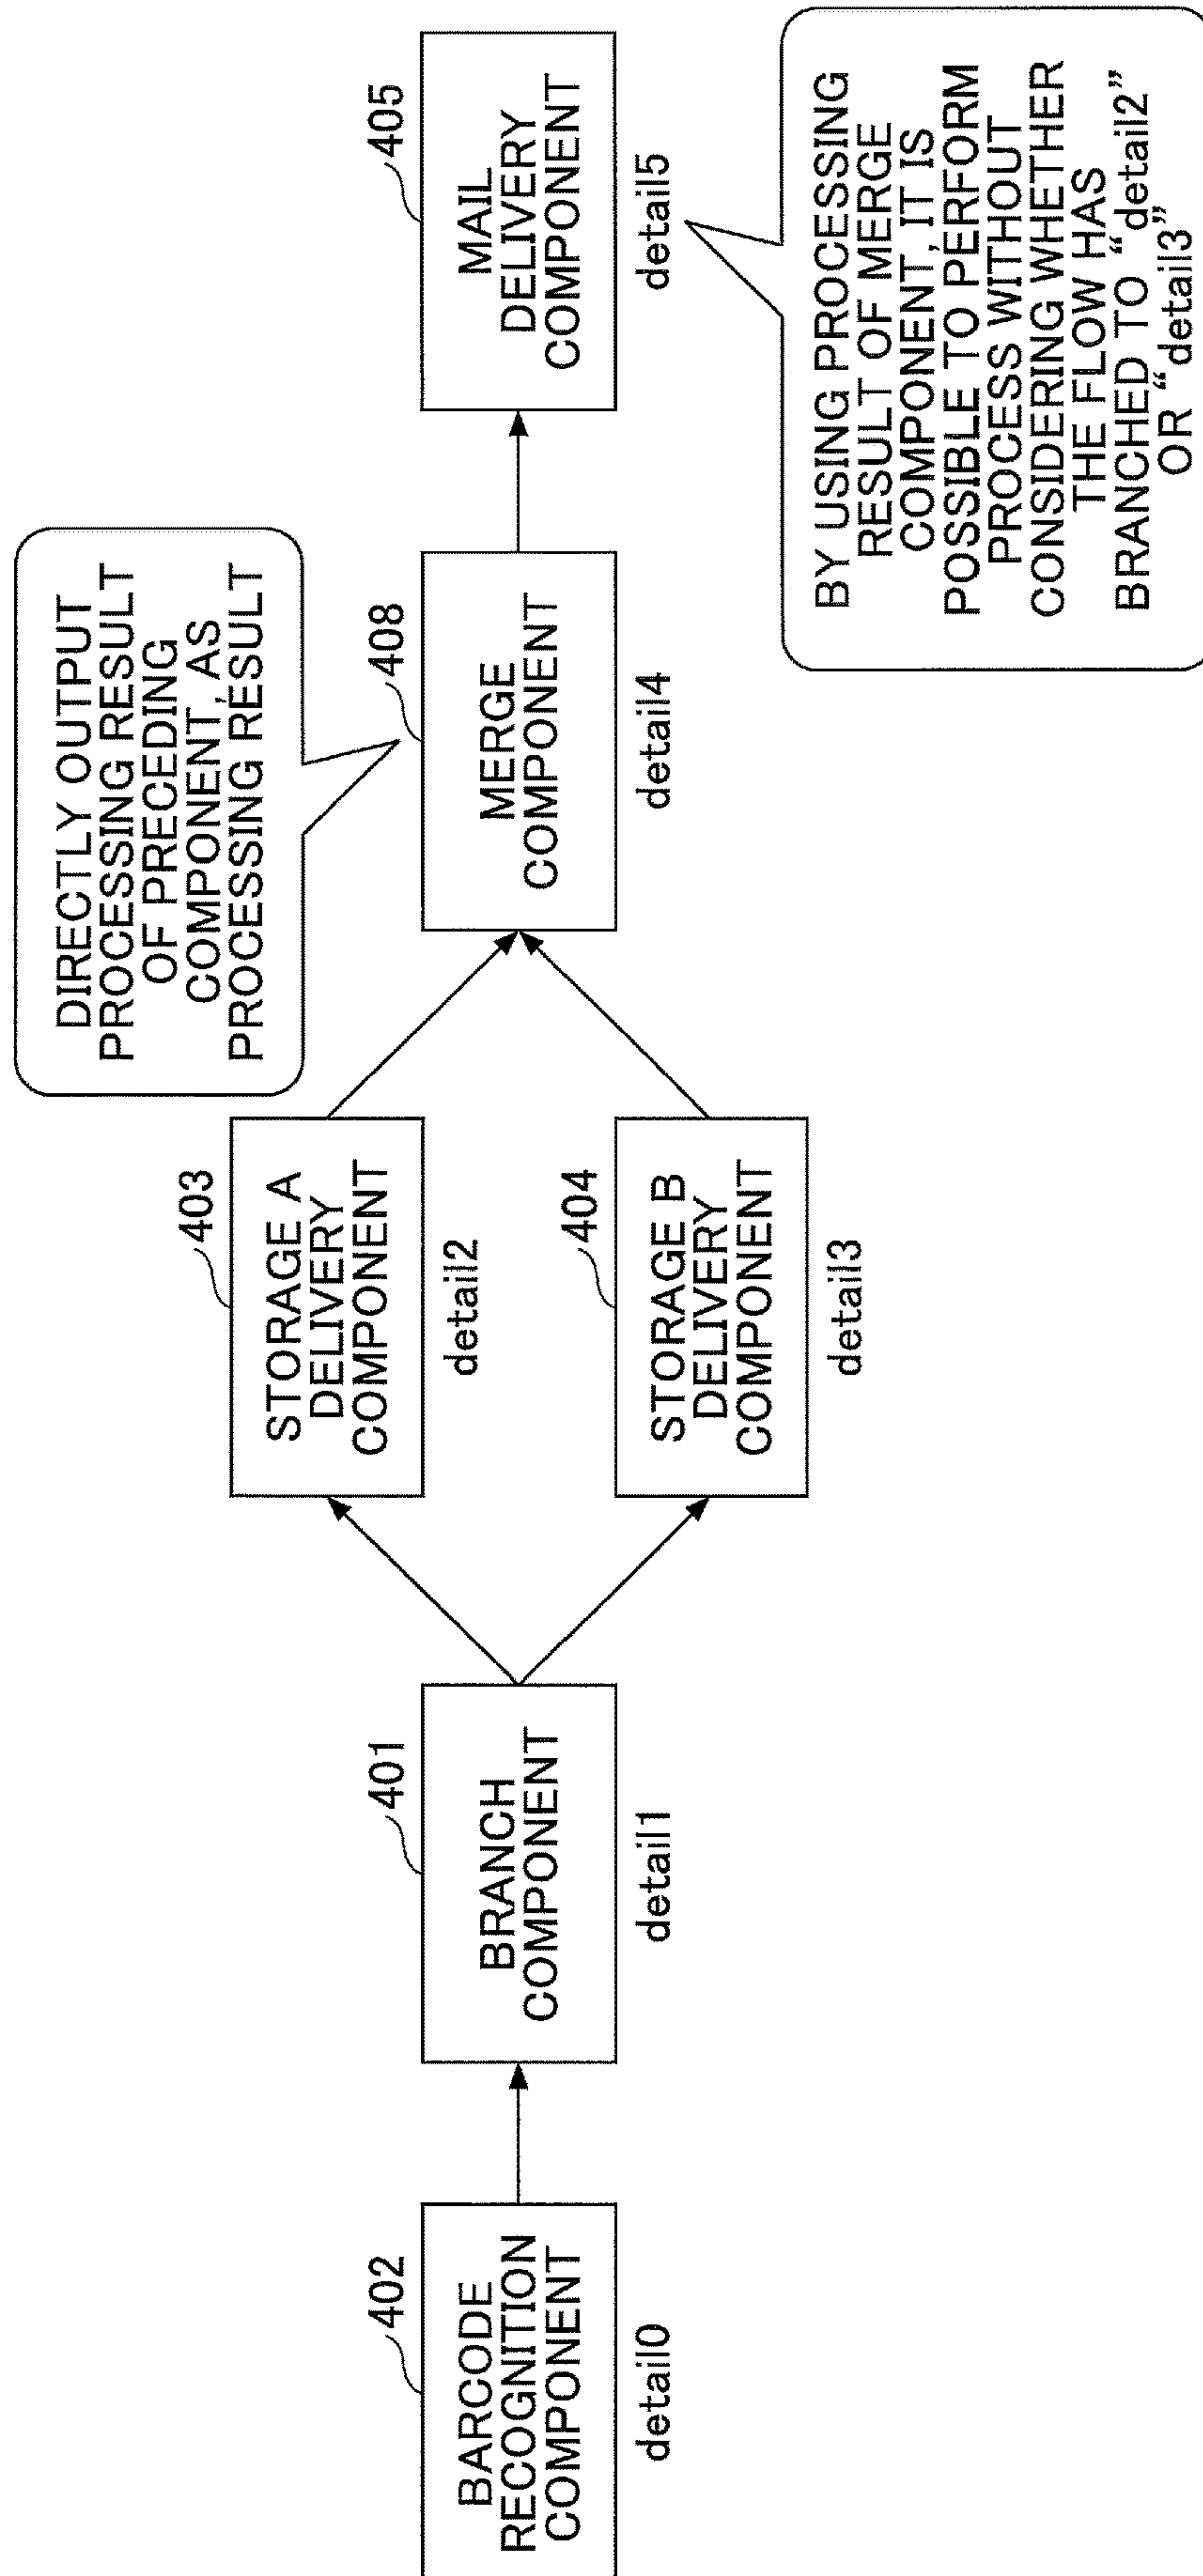 402
BARCODE
RECOGNITION
COMPONENT
detail0
401
BRANCH
COMPONENT
detail1
403
STORAGE A
DELIVERY
COMPONENT
detail2
404
STORAGE B
DELIVERY
COMPONENT
detail3
DIRECTLY OUTPUT
PROCESSING RESULT
OF PRECEDING
COMPONENT, AS
PROCESSING RESULT
408
MERGE
COMPONENT
detail4
405
MAIL
DELIVERY
COMPONENT
detail5
BY USING PROCESSING
RESULT OF MERGE
COMPONENT, IT IS
POSSIBLE TO PERFORM
PROCESS WITHOUT
CONSIDERING WHETHER
THE FLOW HAS
BRANCHED TO “detail2”
OR “detail3”